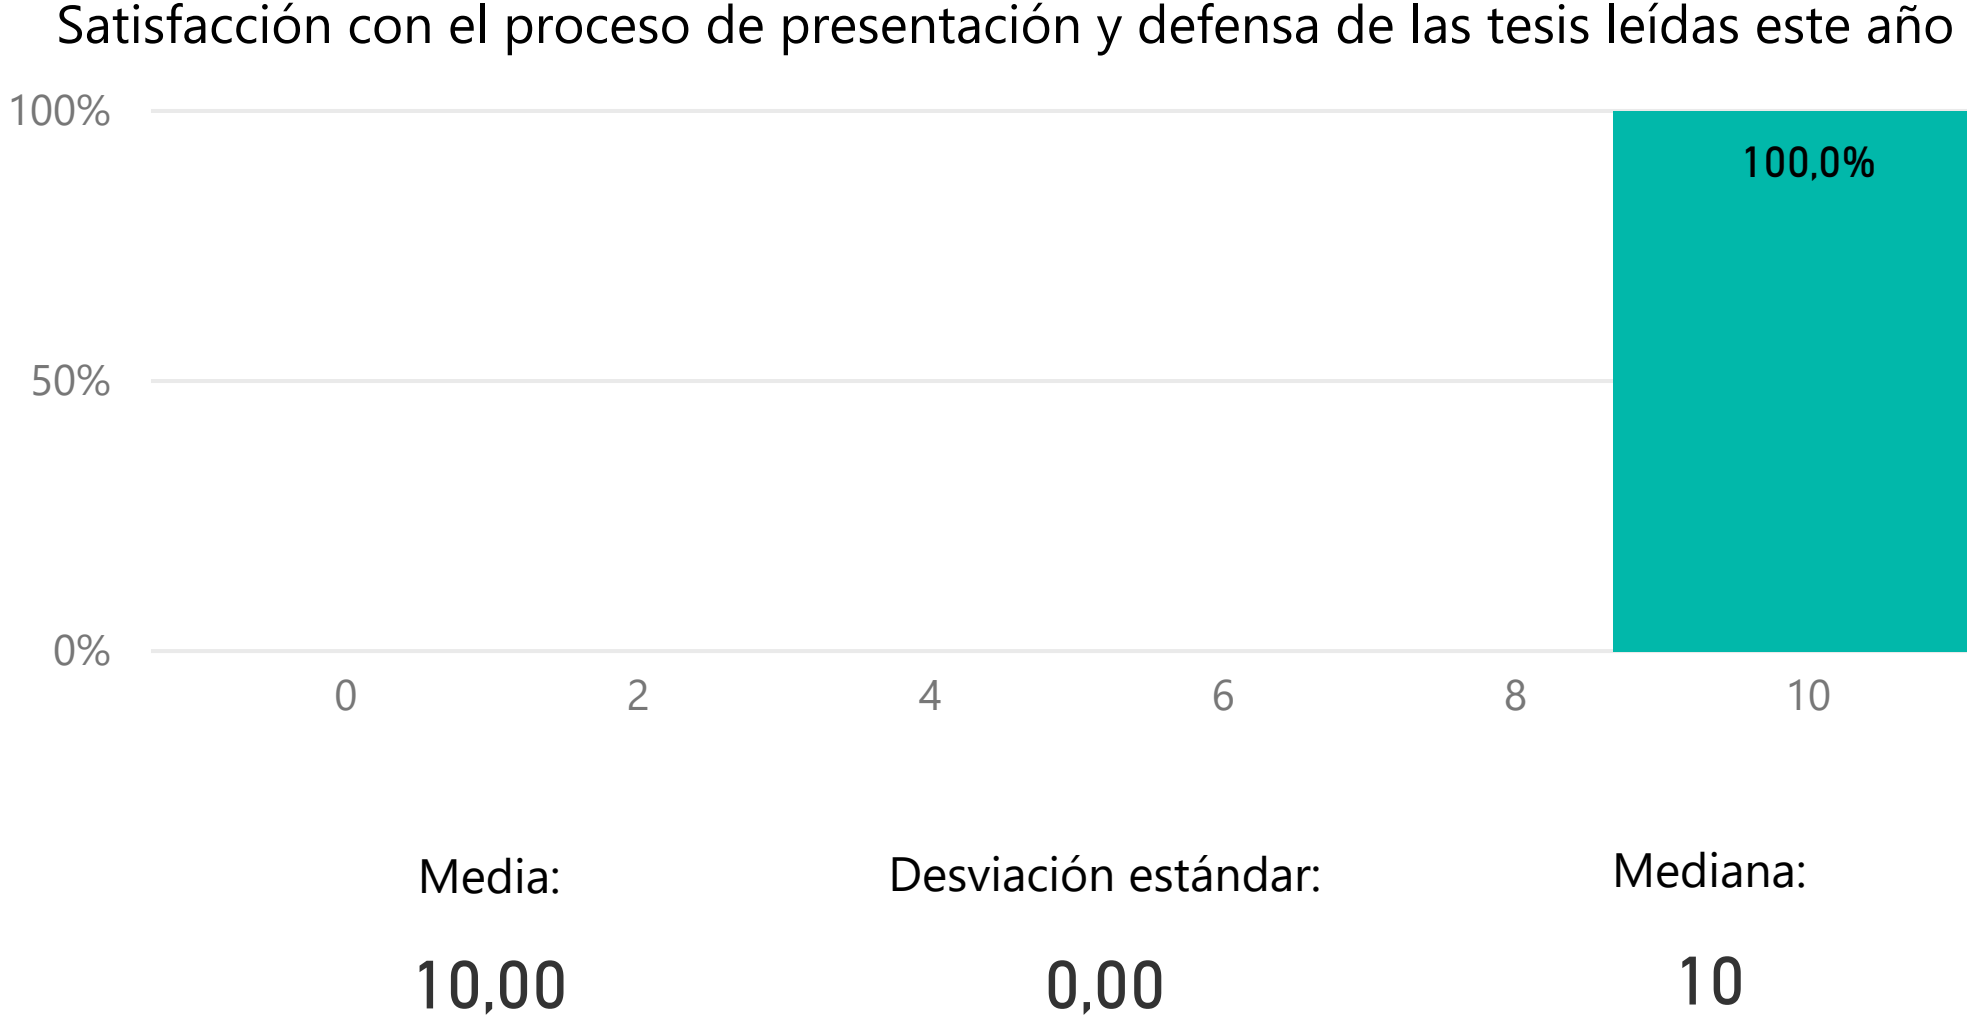 Satisfacción con el proceso de presentación y defensa de las tesis leídas este año
100%
100,0%
50%
0%
0 2 4 6 8 10
Media: Desviación estándar: Mediana:
10,00 0,00 10